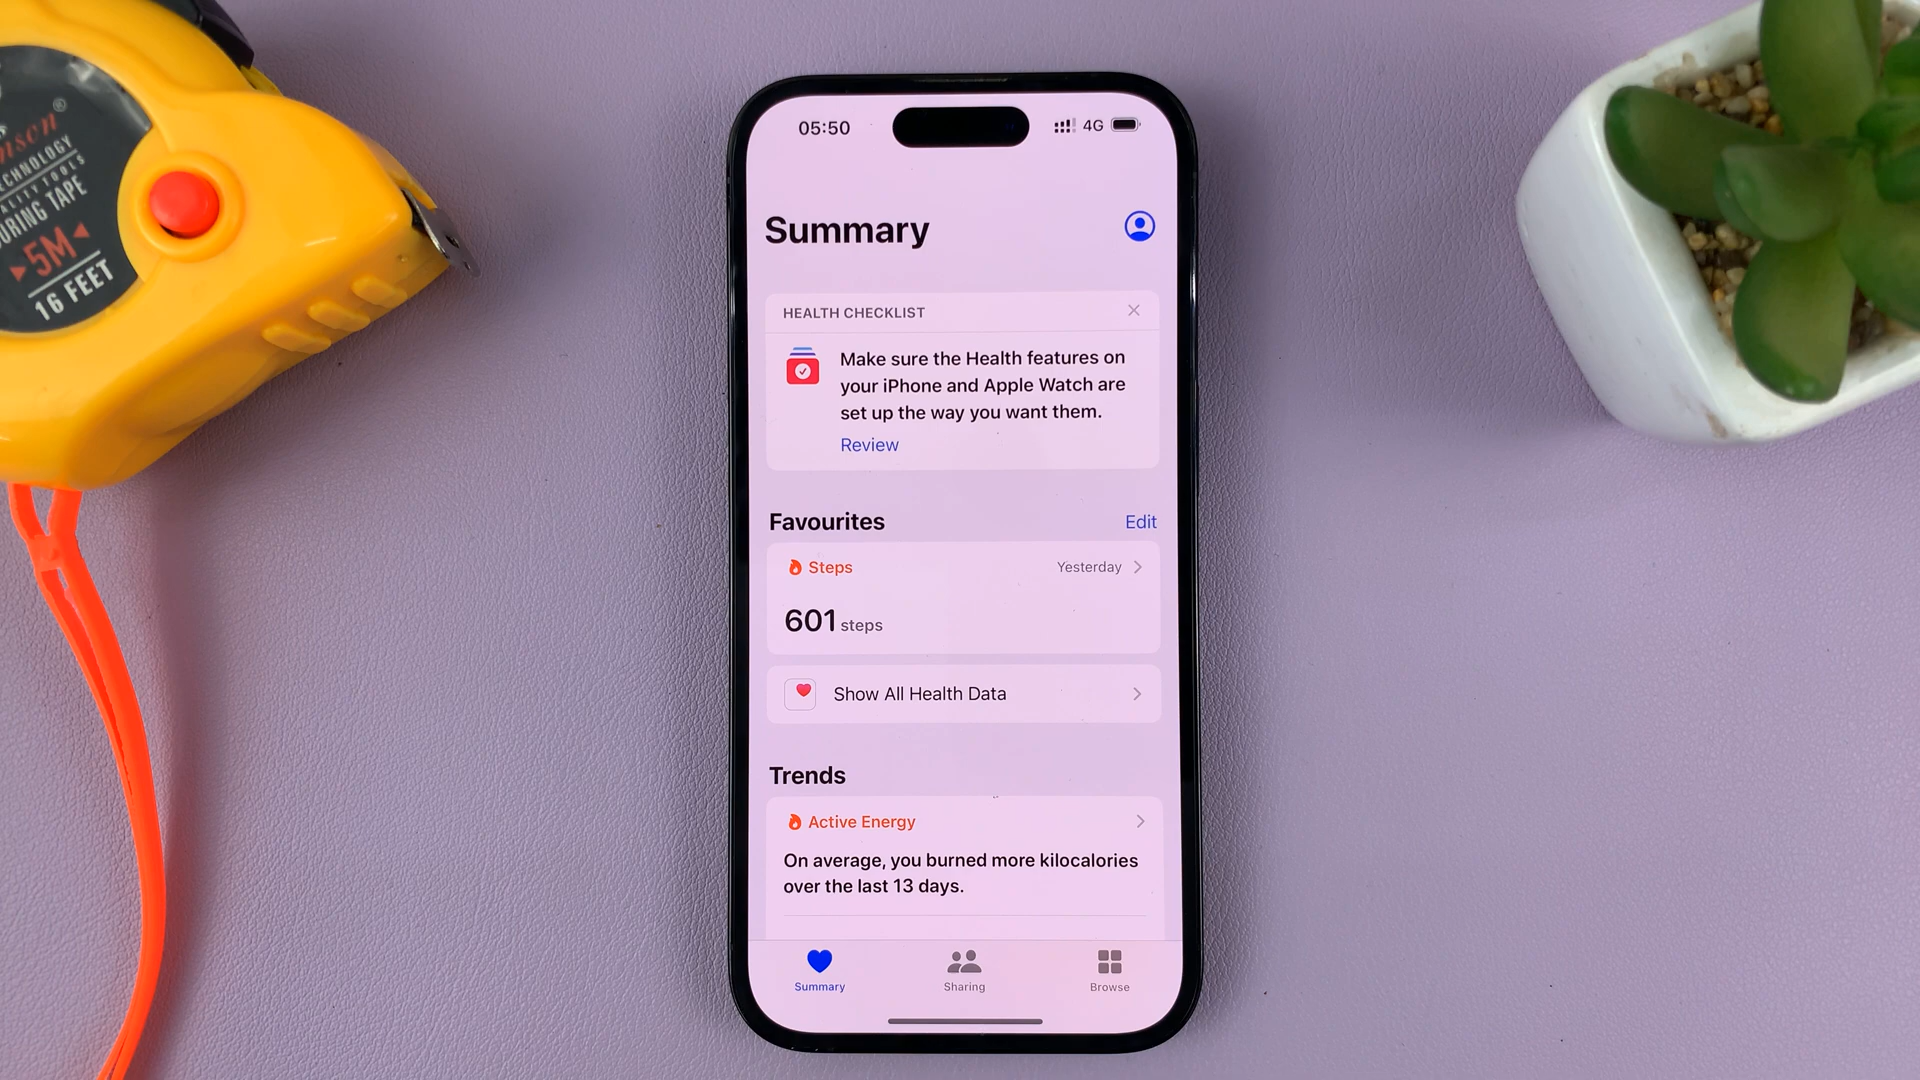 ®
TECHNOLOGY
5M
16 FEET
05:50
4G
Summary
HEALTH CHECKLIST
Make sure the Health features on
your iPhone and Apple Watch are
set up the way you want them.
Review
Favourites
Edit
Steps
Yesterday
601 steps
Show All Health Data
Trends
Active Energy
On average, you burned more kilocalories
over the last 13 days.
Summary
Sharing
Browse